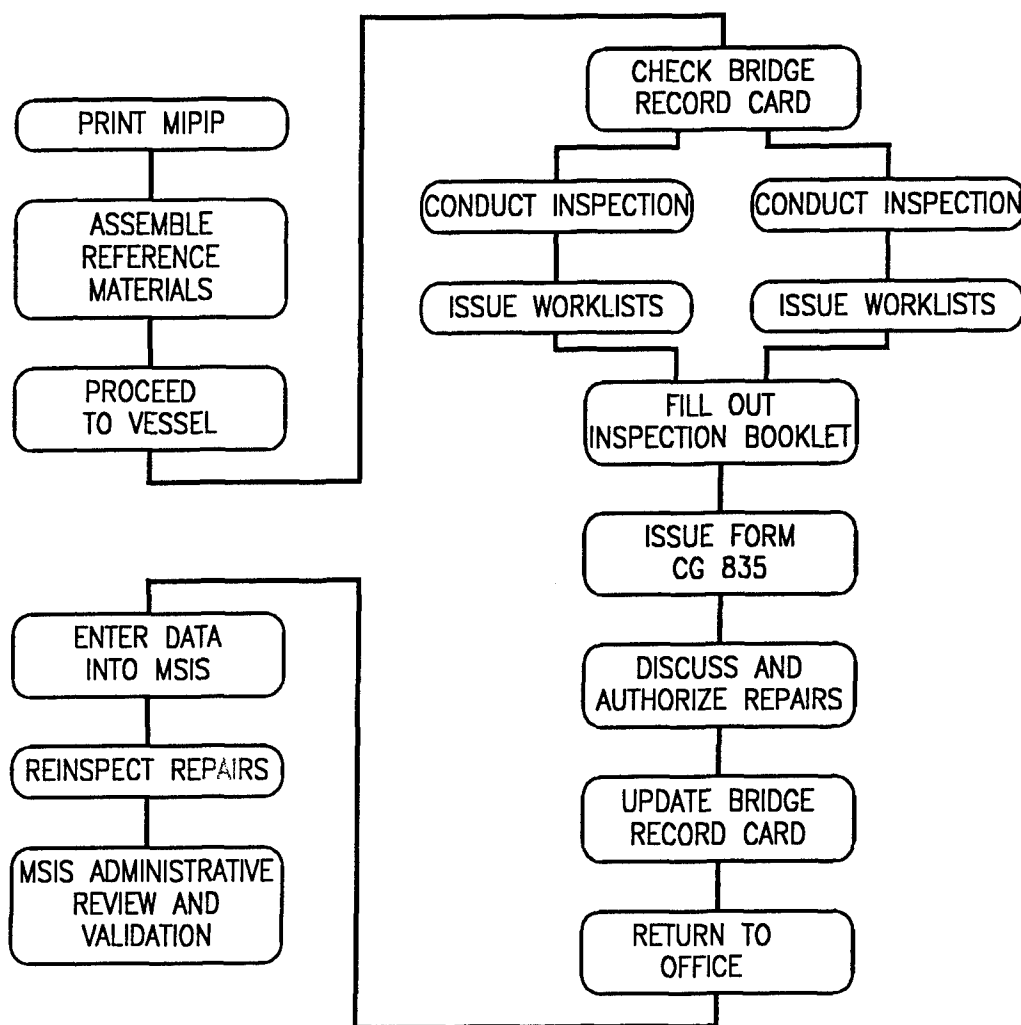 PRINT MIPIP
ASSEMBLE
REFERENCE
MATERIALS
PROCEED
TO VESSEL
CHECK BRIDGE
RECORD CARD
CONDUCT INSPECTION
CONDUCT INSPECTION
ISSUE WORKLISTS
ISSUE WORKLISTS
FILL OUT
INSPECTION BOOKLET
ISSUE FORM
CG 835
DISCUSS AND
AUTHORIZE REPAIRS
UPDATE BRIDGE
RECORD CARD
RETURN TO
OFFICE
ENTER DATA
INTO MSIS
REINSPECT REPAIRS
MSIS ADMINISTRATIVE
REVIEW AND
VALIDATION